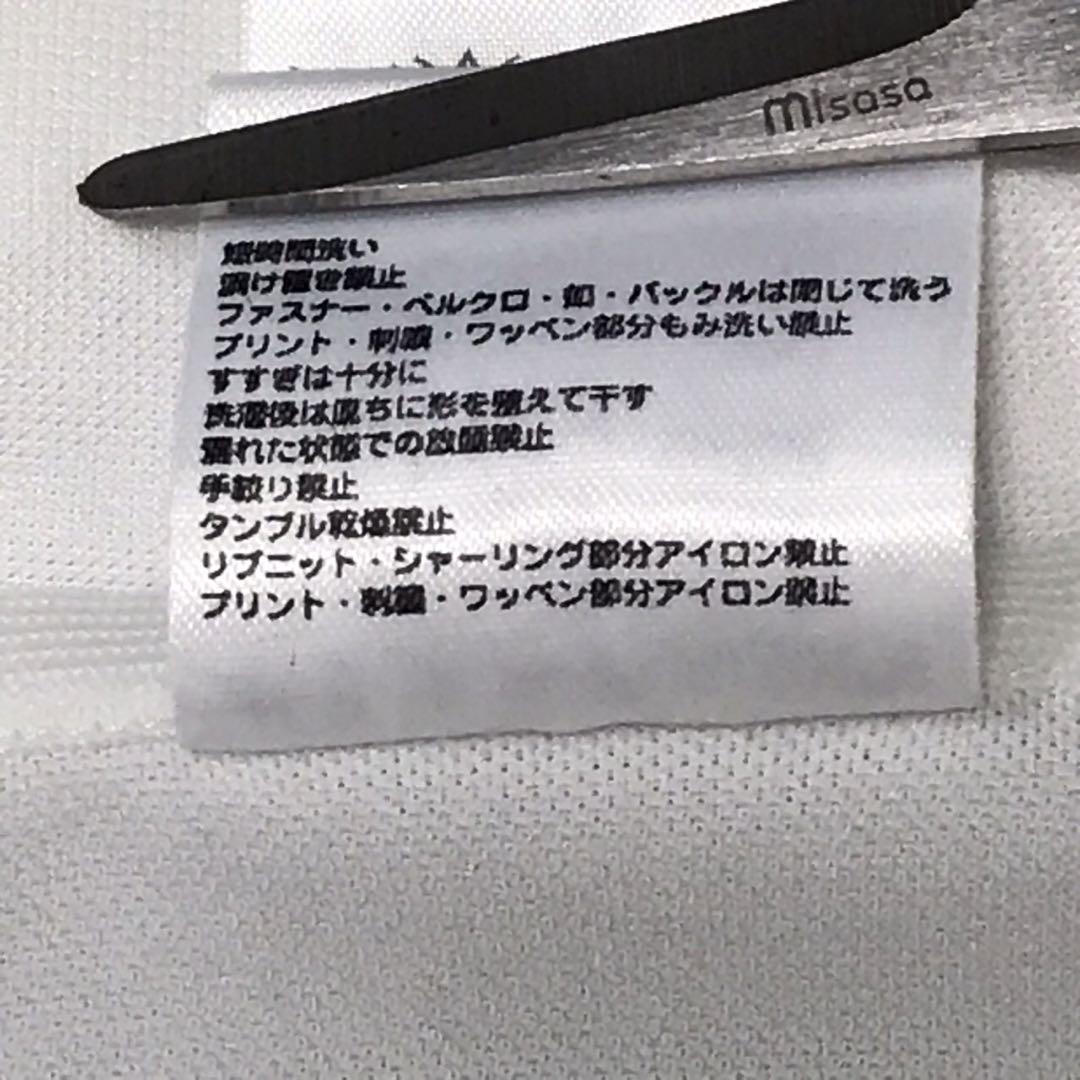 misasa
短時間洗い
漬け置き禁止
ファスナー・ベルクロ・釦・バックルは閉じて洗う
プリント・刺繍・ワッペン部分もみ洗い禁止
すすぎは十分に
洗濯後は直ちに形を整えて干す
濡れた状態での放置禁止
手絞り禁止
タンブル乾燥禁止
リブニット・シャーリング部分アイロン禁止
プリント・刺繍・ワッペン部分アイロン禁止